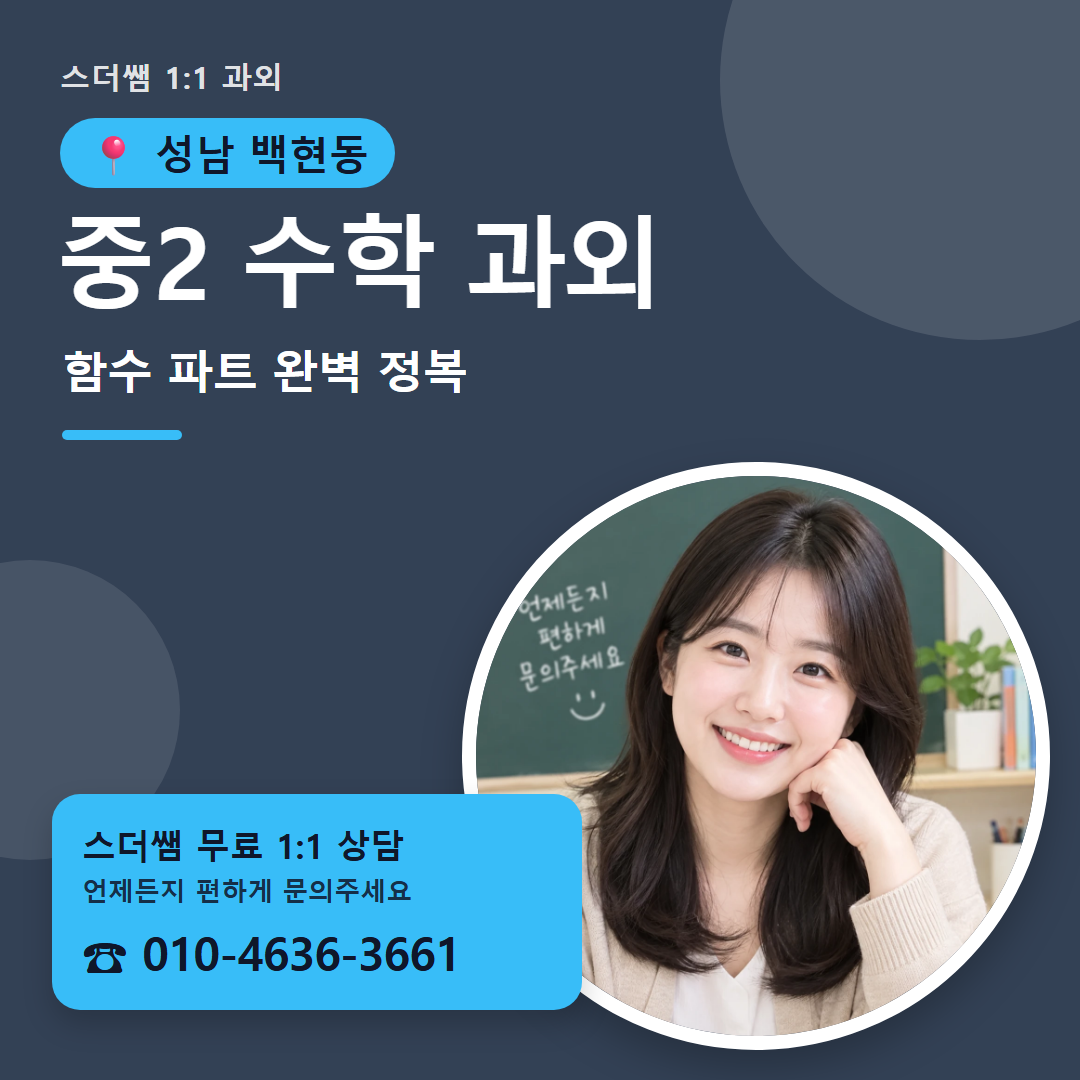 스더쌤 1:1 과외
📍 성남 백현동
중2 수학 과외
함수 파트 완벽 정복
언제든지
편하게
문의주세요
스더쌤 무료 1:1 상담
언제든지 편하게 문의주세요
☎ 010-4636-3661